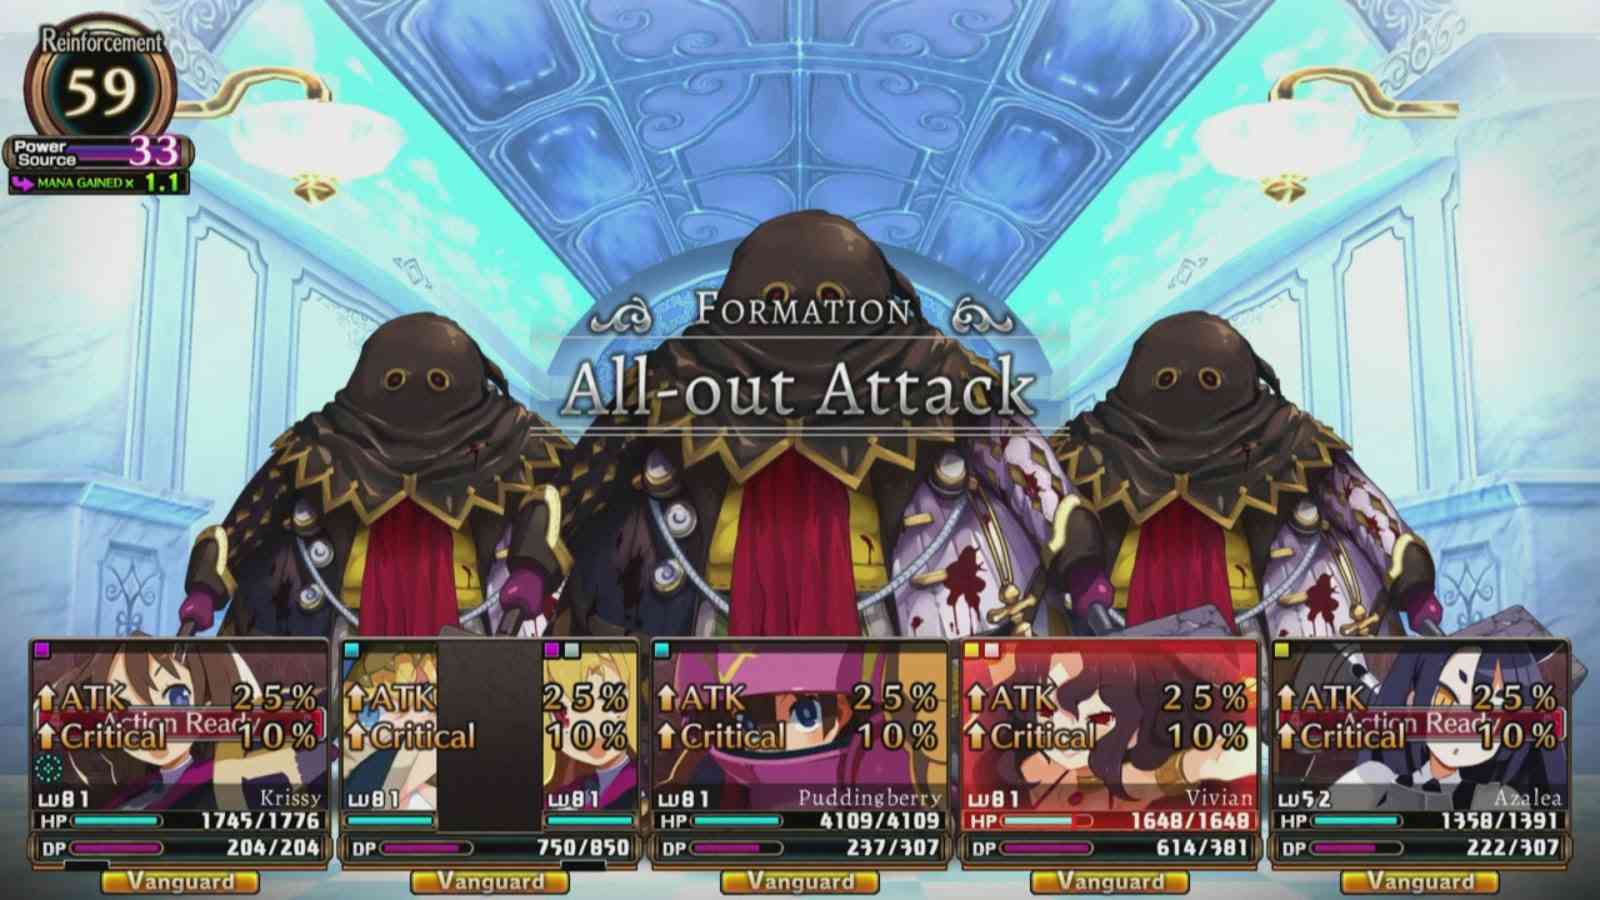 Reinforcement
59
Power Source 33
MANA GAINED × 1.1
FORMATION
All-out Attack
ATK 25%
Action Ready
Critical 10%
LV81 Krissy
HP 1745/1776
DP 204/204
Vanguard
ATK 25%
Critical 10%
LV81 LV81
DP 750/850
Vanguard
ATK 25%
Critical 10%
LV81 Puddingberry
HP 4109/4109
DP 237/307
Vanguard
ATK 25%
Critical 10%
LV81 Vivian
HP 1648/1648
DP 614/381
Vanguard
ATK 25%
Action Ready
Critical 10%
LV52 Azalea
HP 1358/1391
DP 222/307
Vanguard